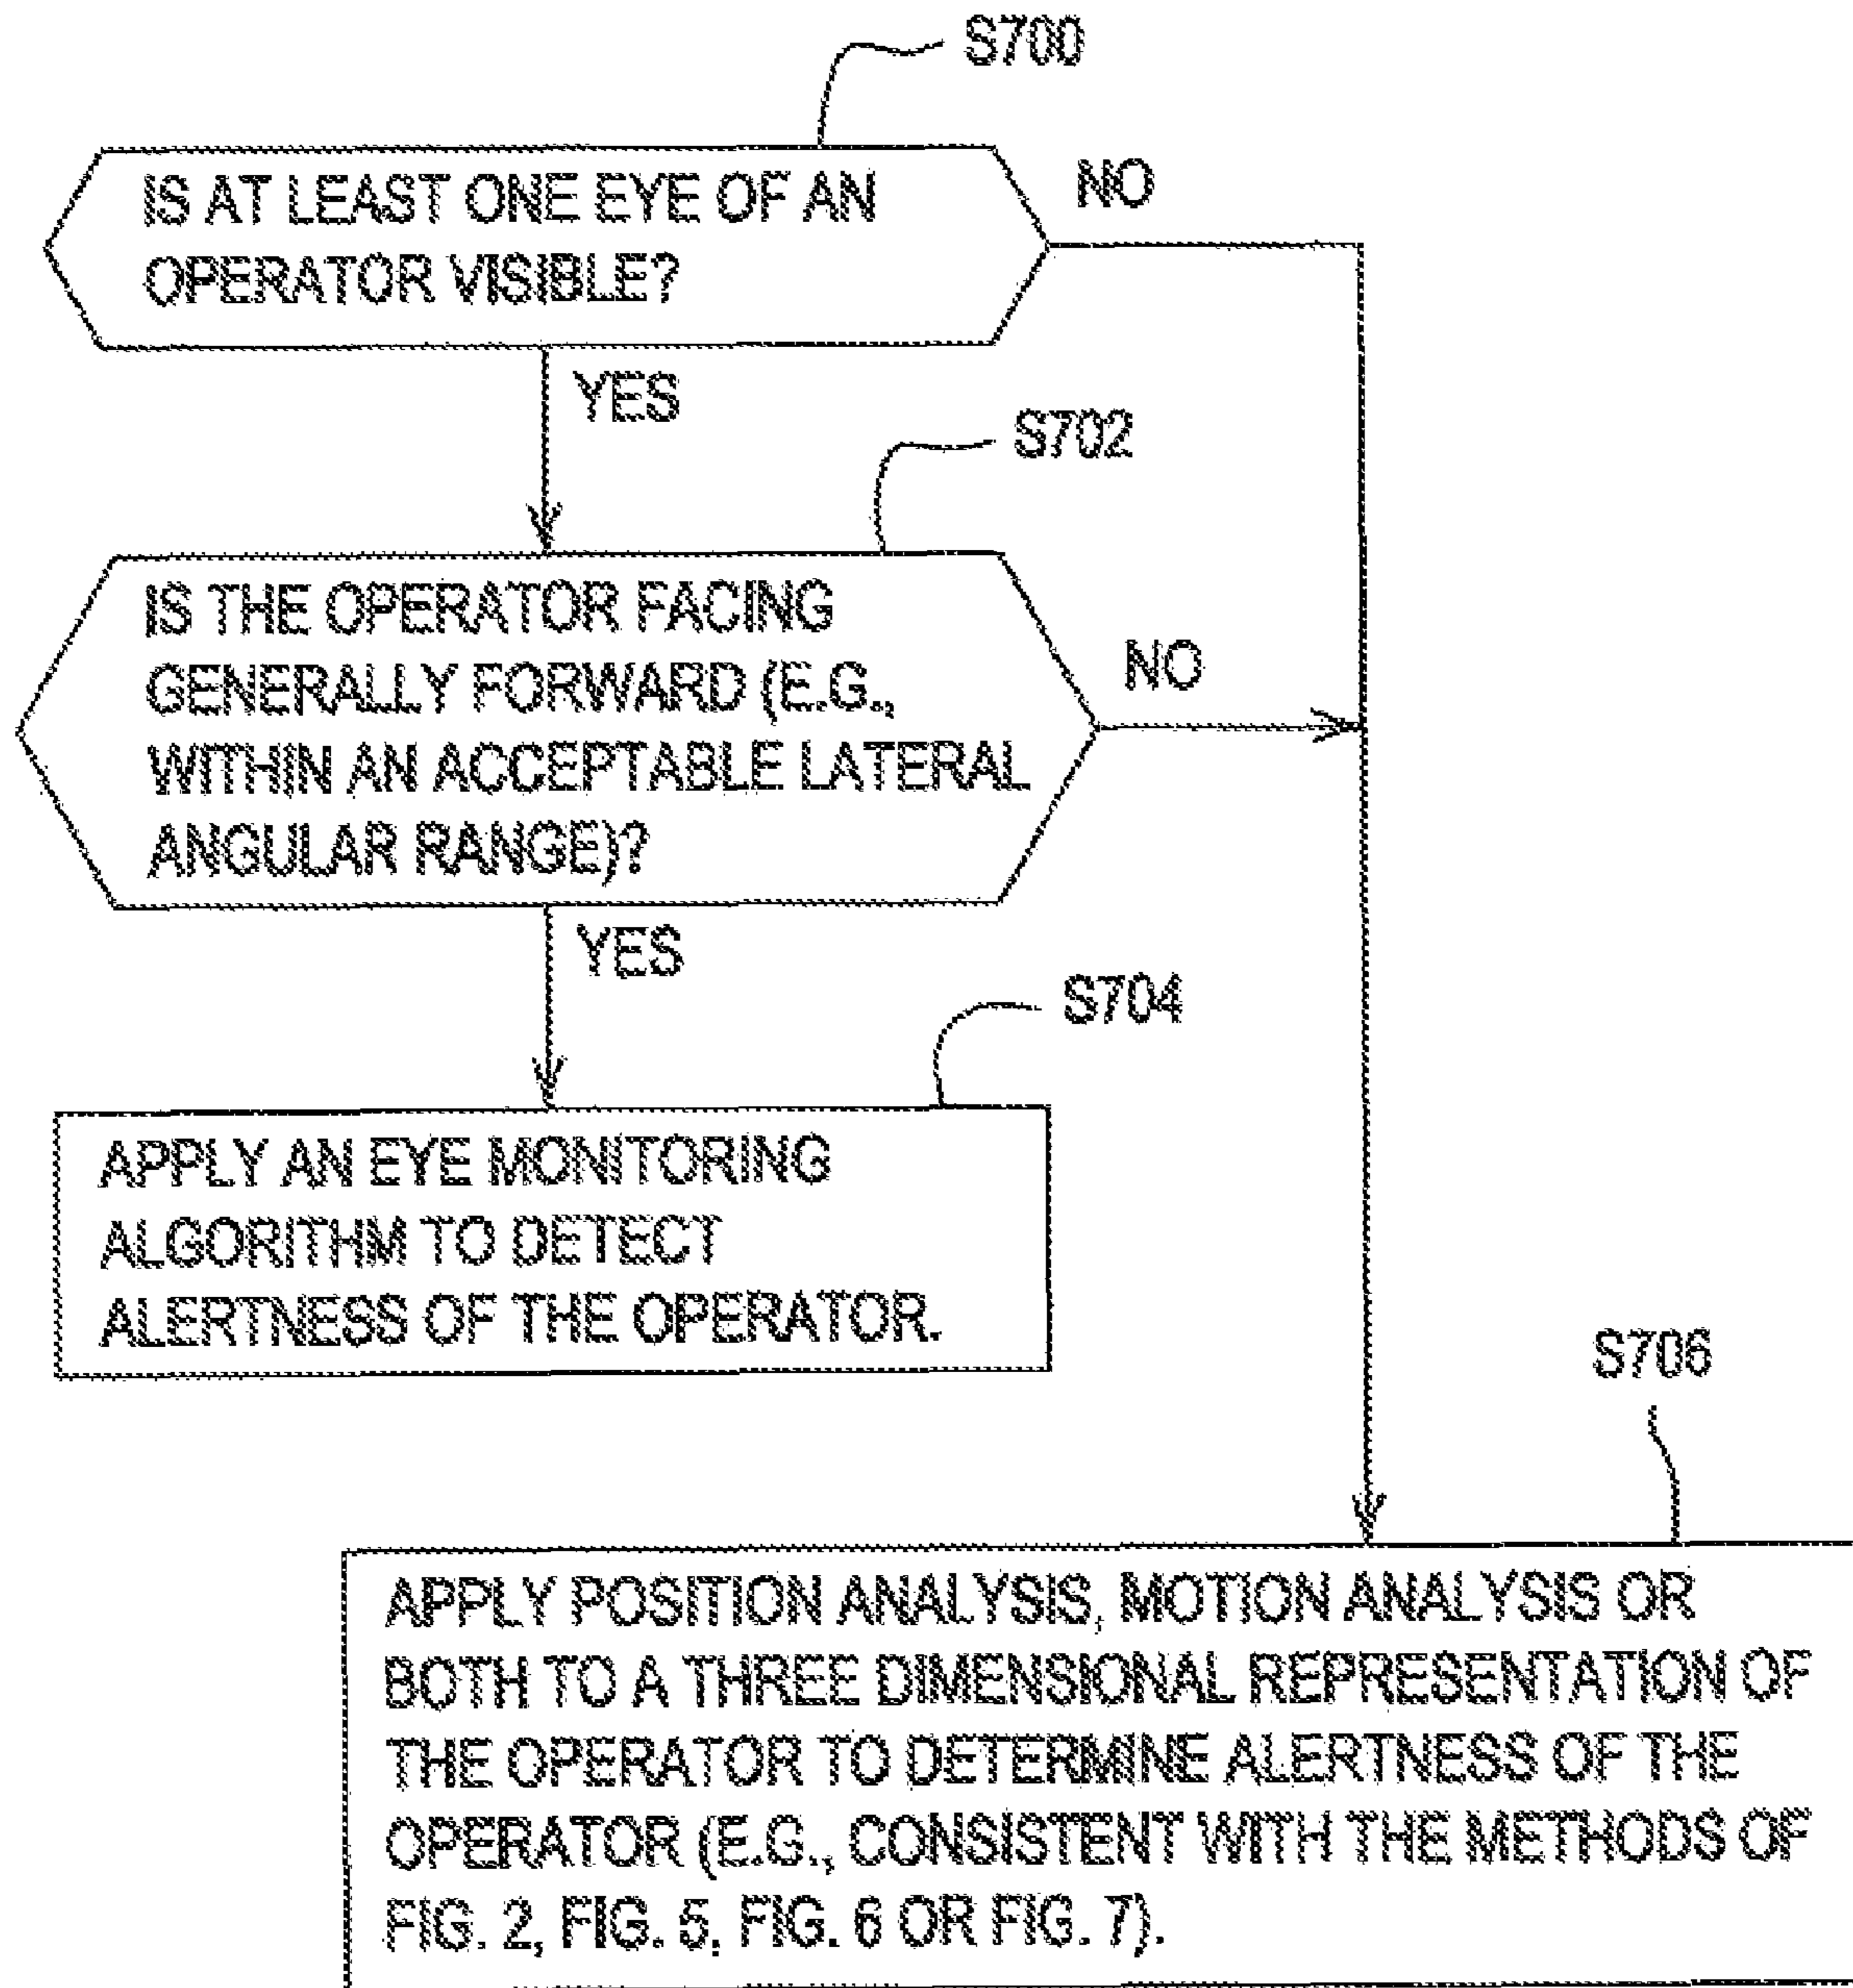 S700
IS AT LEAST ONE EYE OF AN
OPERATOR VISIBLE?
NO
YES
S702
IS THE OPERATOR FACING
GENERALLY FORWARD (E.G.,
WITHIN AN ACCEPTABLE LATERAL
ANGULAR RANGE)?
NO
YES
S704
APPLY AN EYE MONITORING
ALGORITHM TO DETECT
ALERTNESS OF THE OPERATOR.
S706
APPLY POSITION ANALYSIS, MOTION ANALYSIS OR
BOTH TO A THREE DIMENSIONAL REPRESENTATION OF
THE OPERATOR TO DETERMINE ALERTNESS OF THE
OPERATOR (E.G., CONSISTENT WITH THE METHODS OF
FIG. 2, FIG. 5, FIG. 6 OR FIG. 7).